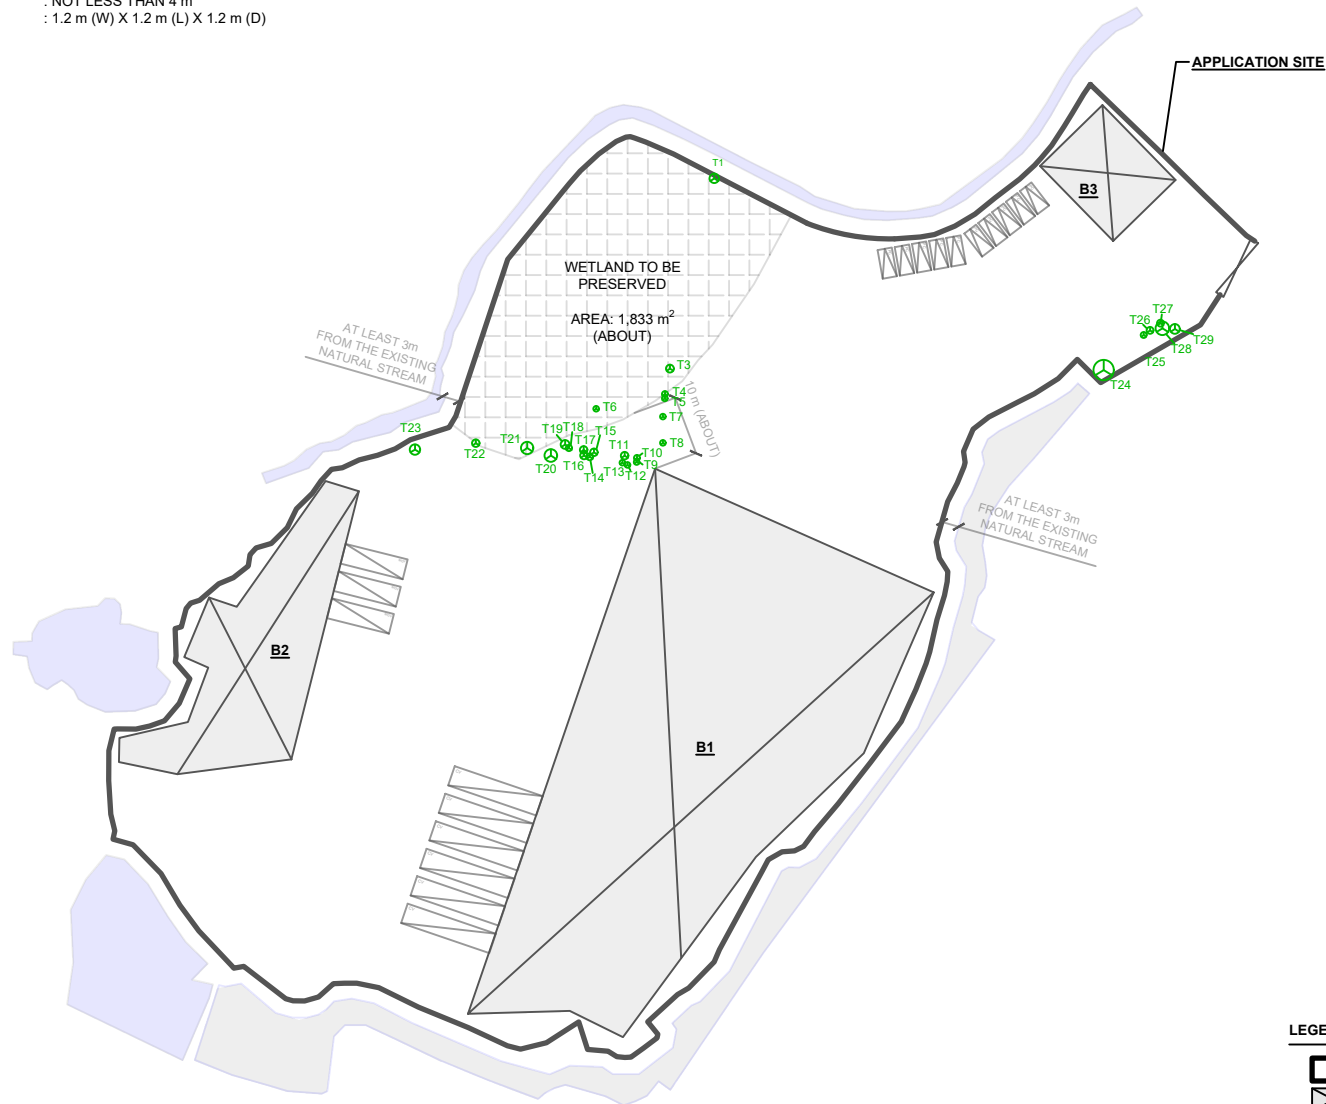 : NOT LESS THAN 4 m
: 1.2 m (W) X 1.2 m (L) X 1.2 m (D)
APPLICATION SITE
T1
B3
WETLAND TO BE
PRESERVED
AREA: 1,833 m²
(ABOUT)
AT LEAST 3m
FROM THE EXISTING
NATURAL STREAM
T27
T26
T29
T28
T25
T24
T3
T4
T5
10 m (ABOUT)
T6
T7
T8
T23
T22
T21
T19
T18
T20
T17
T15
T16
T14
T11
T10
T13
T9
T12
AT LEAST 3m
FROM THE EXISTING
NATURAL STREAM
B2
B1
LEGE